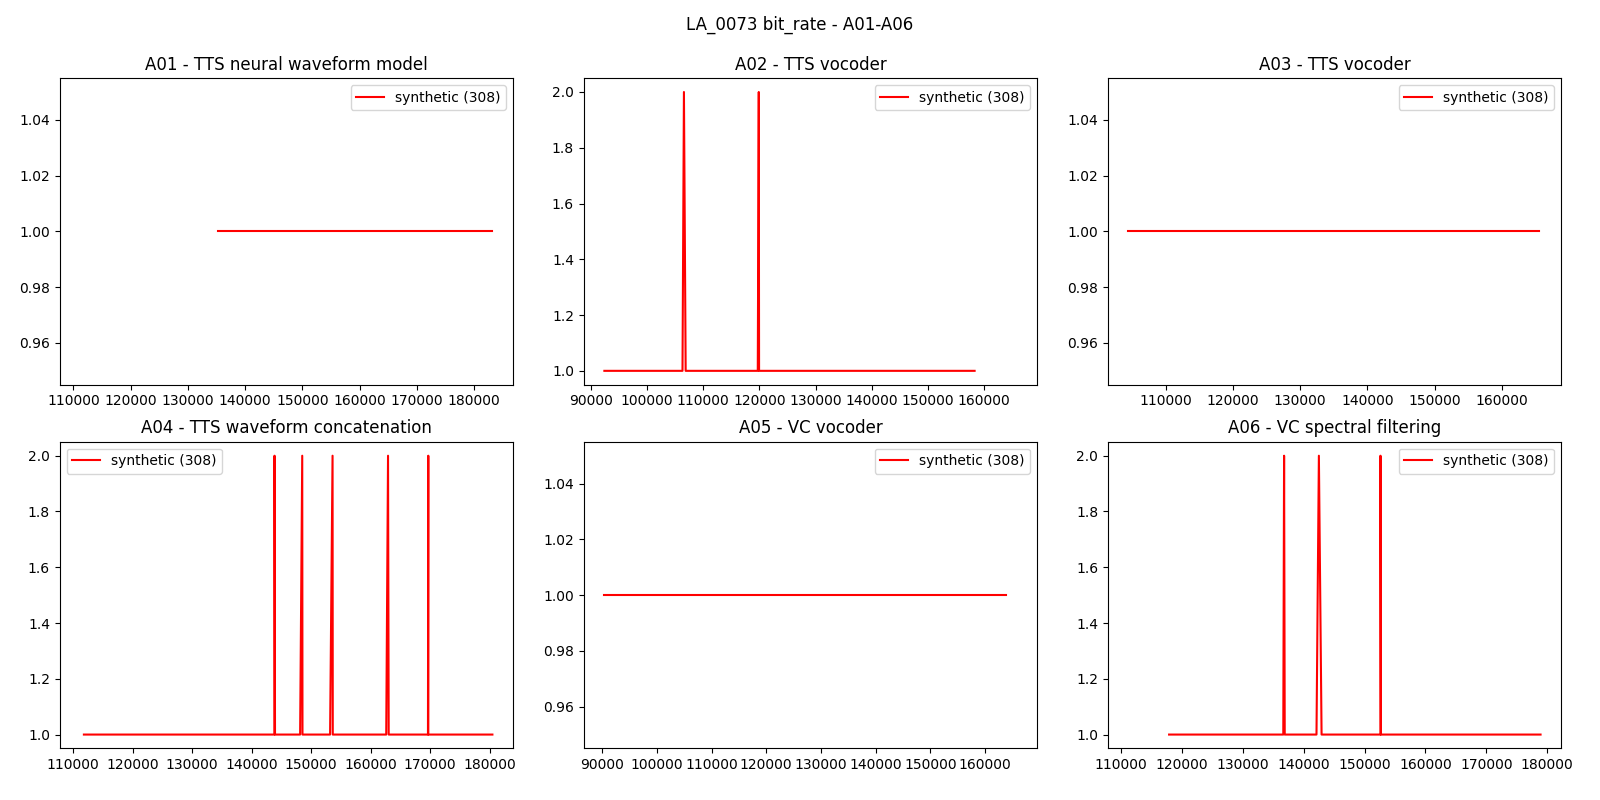 LA_0073 bit_rate - A01-A06
A01 - TTS neural waveform model
synthetic (308)
1.04
1.02
1.00
0.98
0.96
110000 120000 130000 140000 150000 160000 170000 180000
A02 - TTS vocoder
synthetic (308)
2.0
1.8
1.6
1.4
1.2
1.0
90000 100000 110000 120000 130000 140000 150000 160000
A03 - TTS vocoder
synthetic (308)
1.04
1.02
1.00
0.98
0.96
110000 120000 130000 140000 150000 160000
A04 - TTS waveform concatenation
synthetic (308)
2.0
1.8
1.6
1.4
1.2
1.0
110000 120000 130000 140000 150000 160000 170000 180000
A05 - VC vocoder
synthetic (308)
1.04
1.02
1.00
0.98
0.96
90000 100000 110000 120000 130000 140000 150000 160000
A06 - VC spectral filtering
synthetic (308)
2.0
1.8
1.6
1.4
1.2
1.0
110000 120000 130000 140000 150000 160000 170000 180000